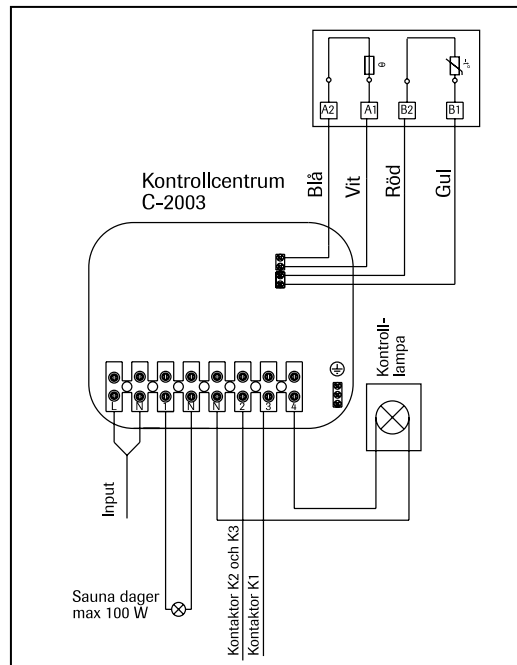 A2 A1 B2 B1
Blå
Vit
Röd
Gul
Kontrollcentrum
C-2003
Kontroll-
lampa
L N 1 N N 2 3 4
Input
Kontaktor K2 och K3
Kontaktor K1
Sauna dager
max 100 W